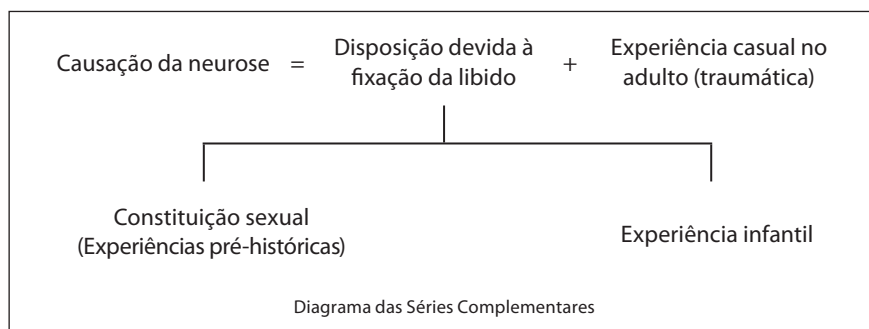 Causação da neurose = Disposição devida à fixação da libido + Experiência casual no adulto (traumática)
Constituição sexual
(Experiências pré-históricas)
Experiência infantil
Diagrama das Séries Complementares